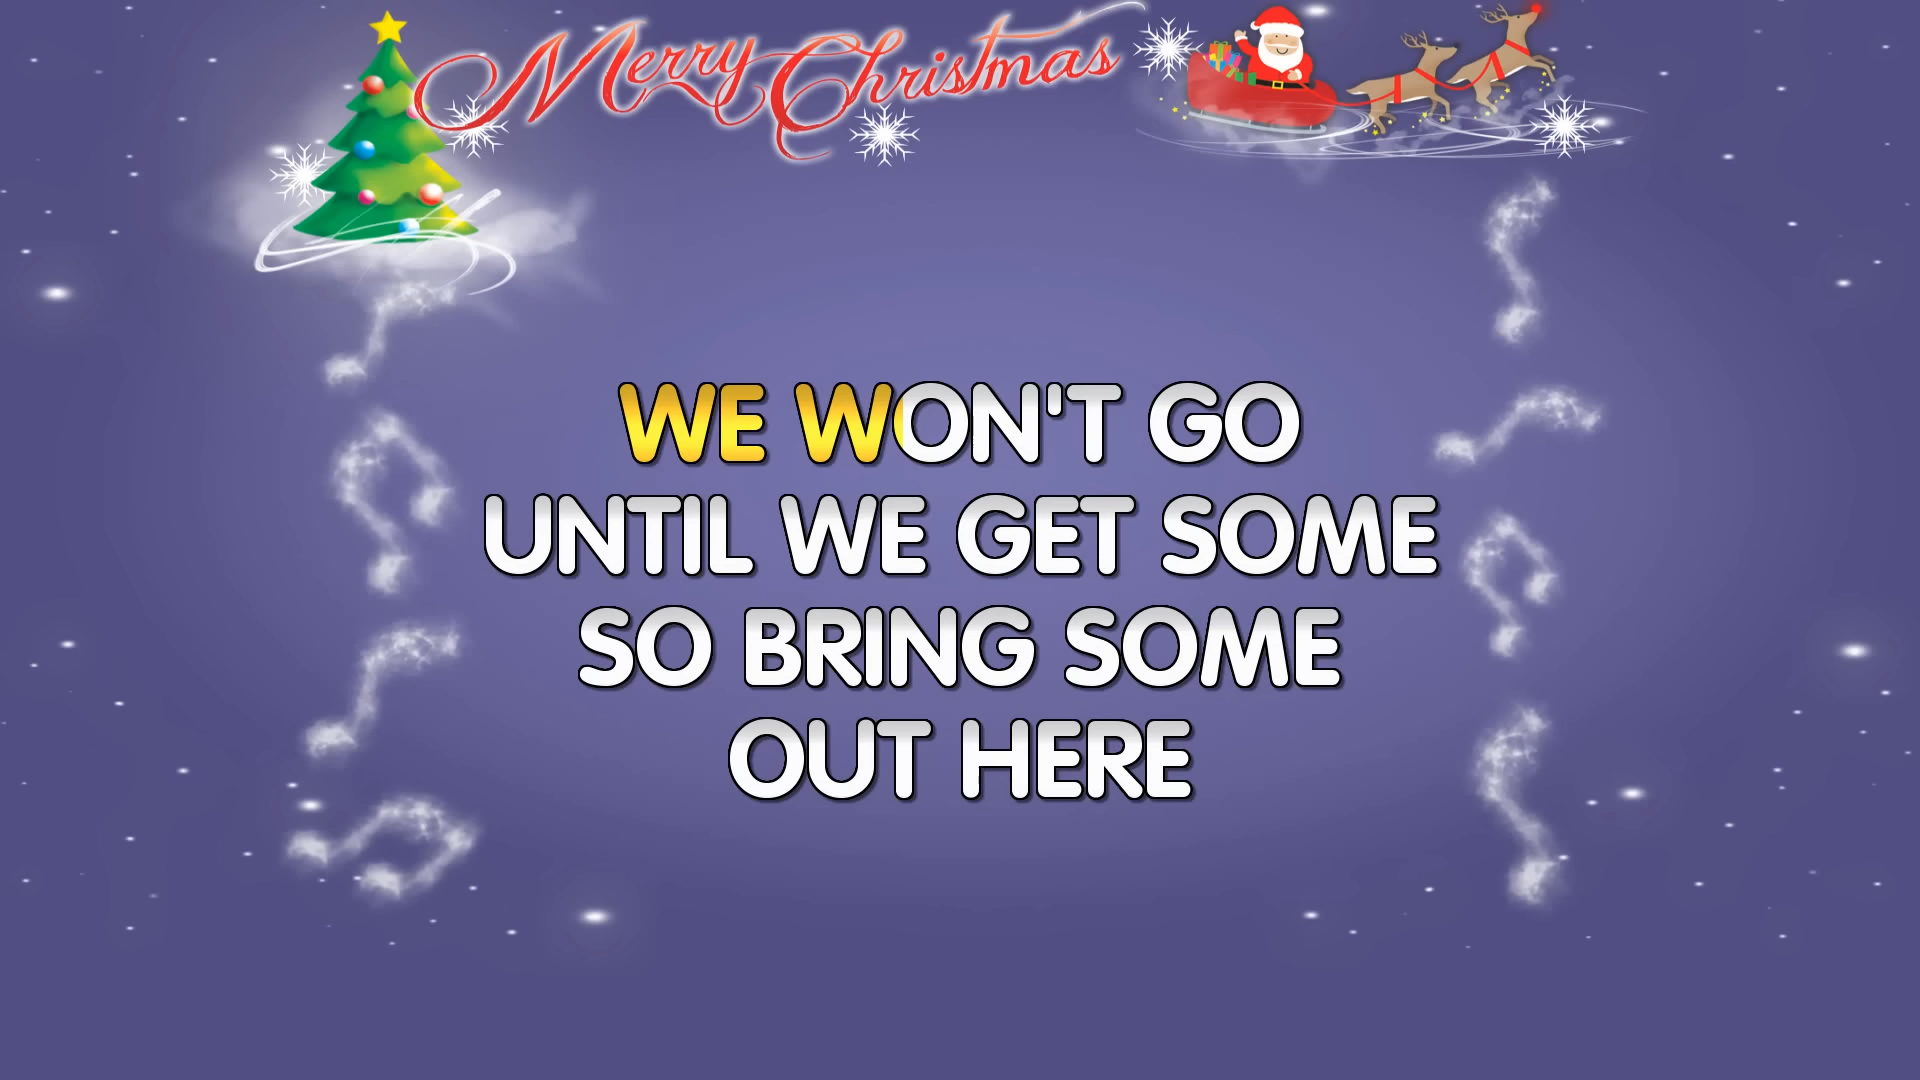 Merry Christmas
WE WON'T GO
UNTIL WE GET SOME
SO BRING SOME
OUT HERE